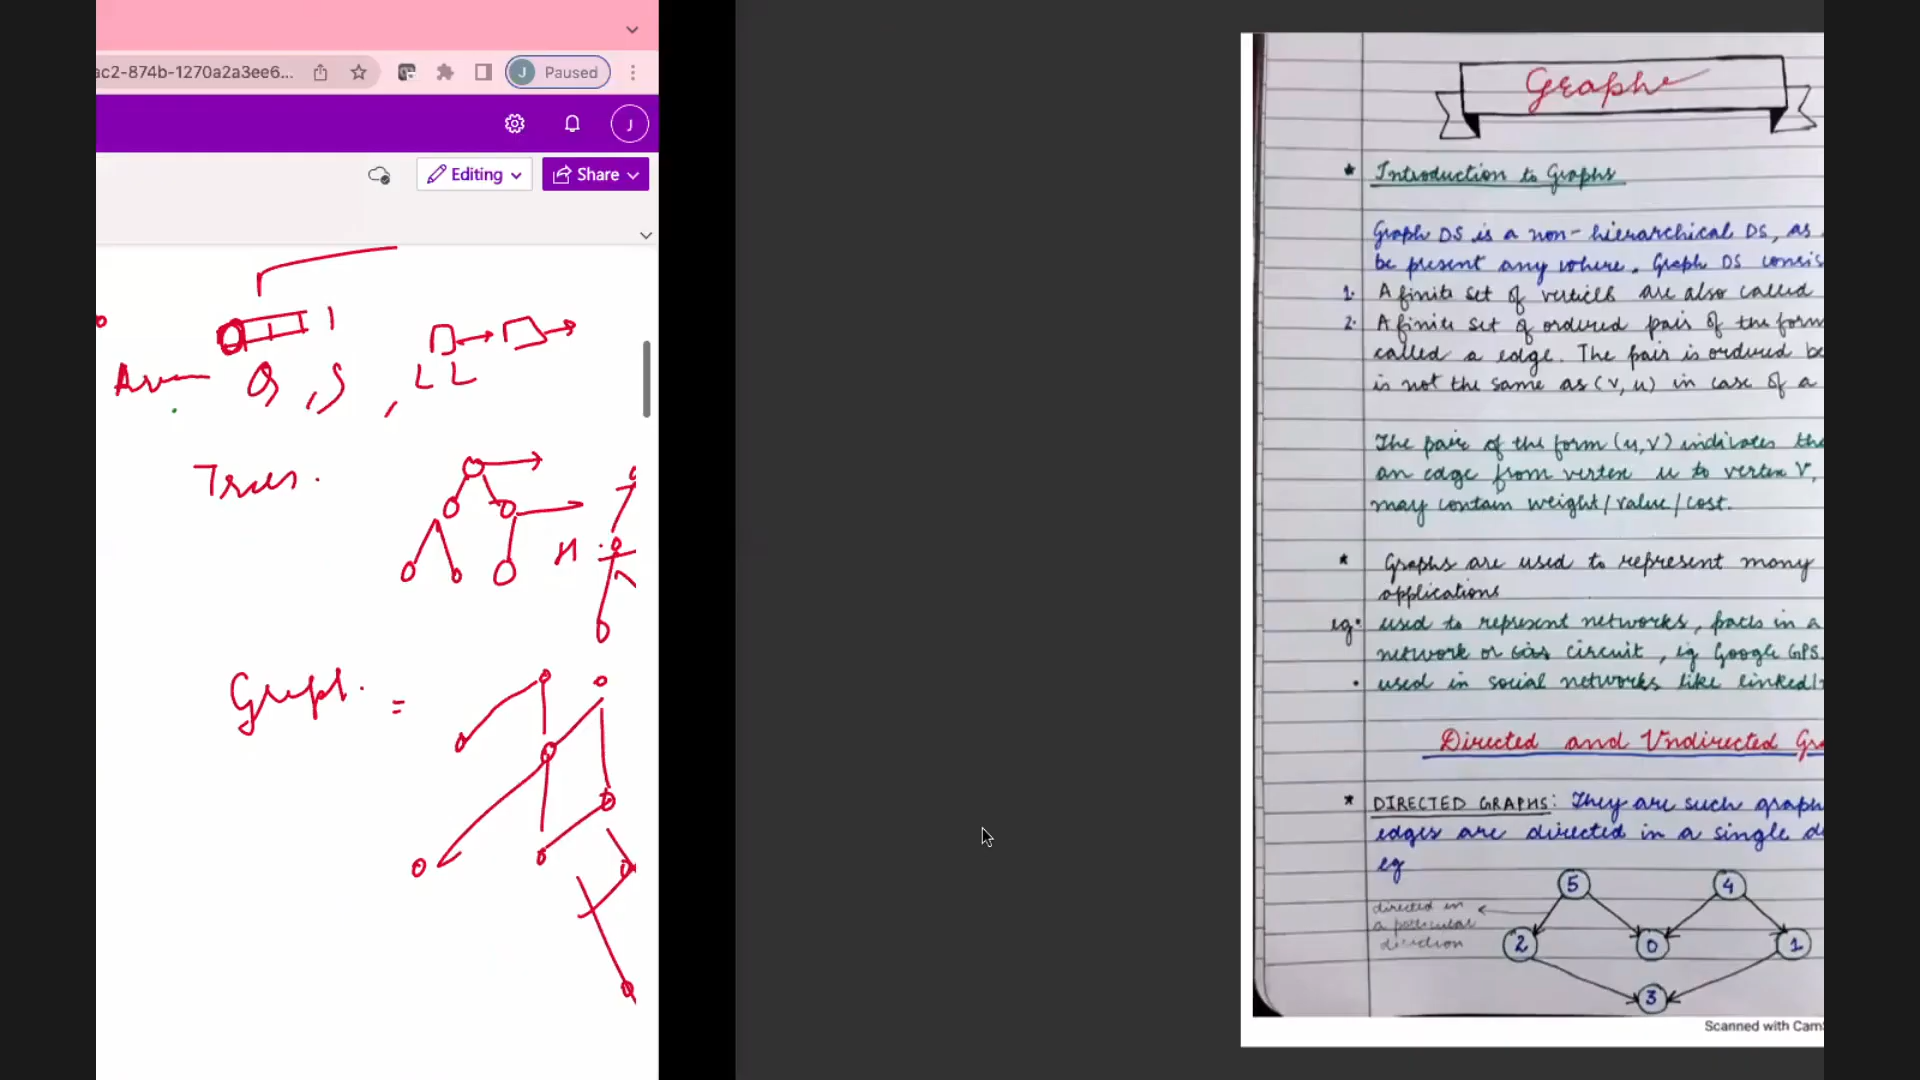 ac2-874b-1270a2a3ee6...
J Paused
J
Editing
Share
Q , S , LL
Trees.
Graph. =
Graphs
* Introduction to Graphs
Graph DS is a non-hierarchical DS, as
be present any where. Graph DS consis
1. A finite set of vertices are also called
2. A finite set of ordered pair of the form
called a edge. The pair is ordered be
is not the same as (v, u) in case of a
The pair of the form (u, v) indicates tha
an edge from vertex u to vertex v,
may contain weight/value/cost.
* Graphs are used to represent many
applications
eg. used to represent networks, paths in a
network or circuit, eg Google GPS
. used in social networks like linkedI
Directed and Undirected Gr
* DIRECTED GRAPHS: They are such graph
edges are directed in a single d
eg
directed in
a particular
direction
5 4
2 0 1
3
Scanned with Cam